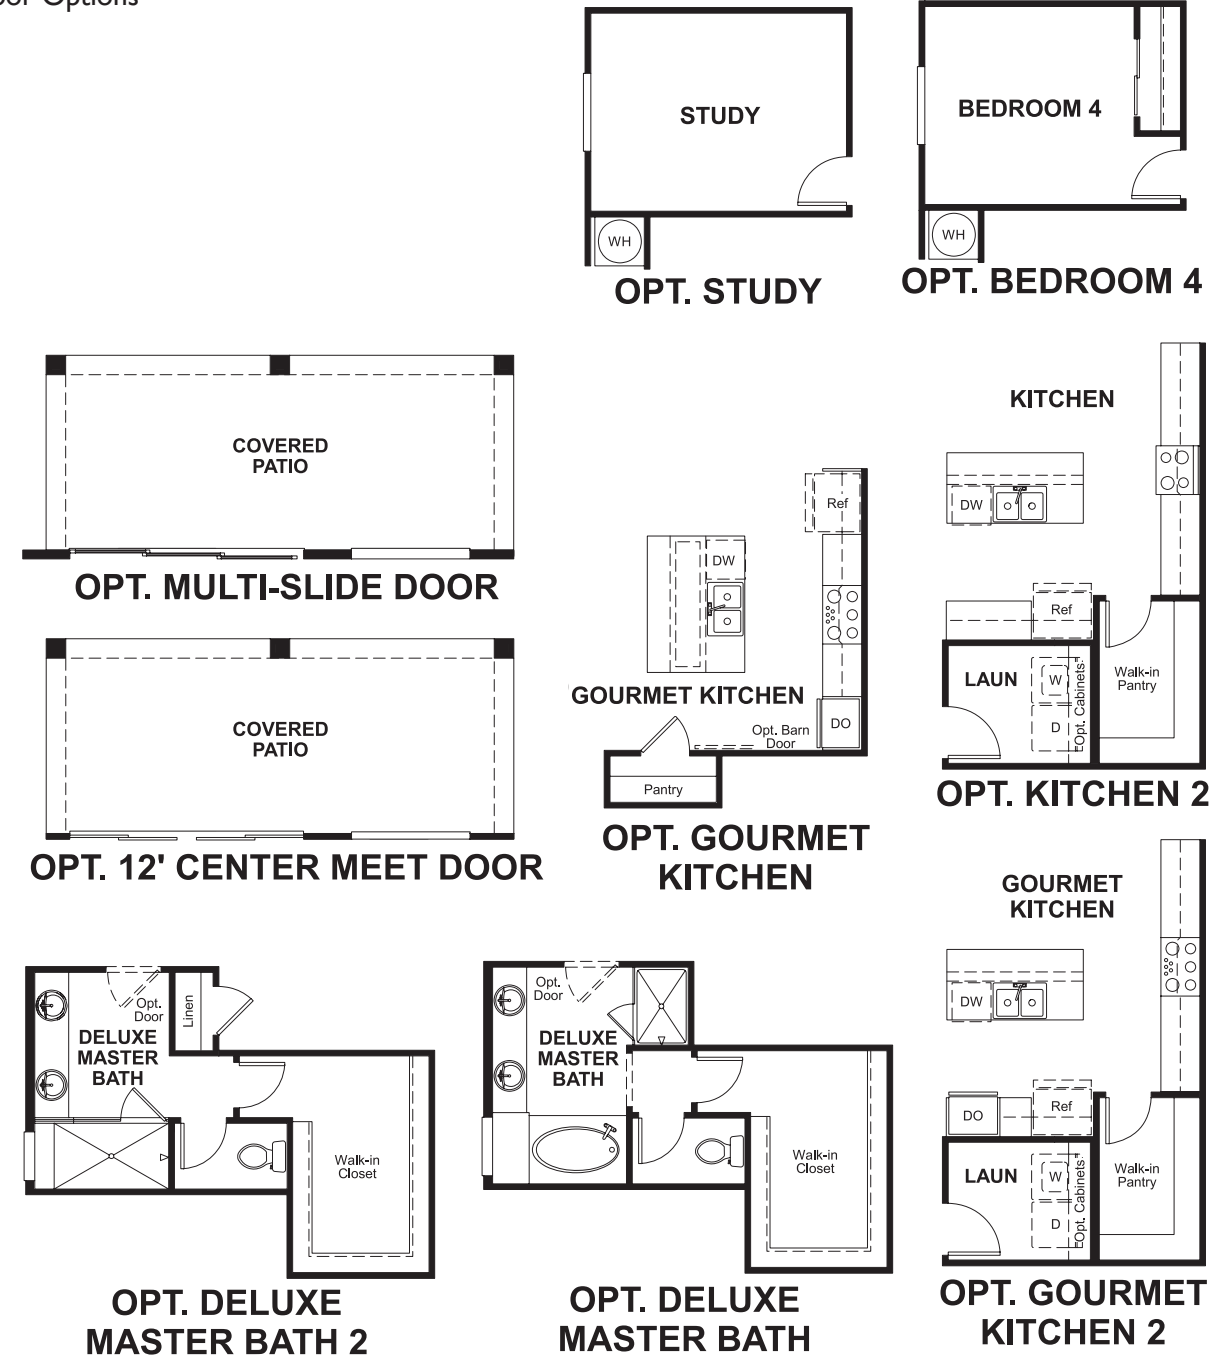 Options
STUDY
WH
OPT. STUDY
BEDROOM 4
WH
OPT. BEDROOM 4
COVERED
PATIO
OPT. MULTI-SLIDE DOOR
COVERED
PATIO
OPT. 12' CENTER MEET DOOR
Ref
DW
GOURMET KITCHEN
Opt. Barn
Door
DO
Pantry
OPT. GOURMET
KITCHEN
KITCHEN
DW
Ref
LAUN
W
D
Opt. Cabinets
Walk-in
Pantry
OPT. KITCHEN 2
GOURMET
KITCHEN
DW
DO
Ref
LAUN
W
D
Opt. Cabinets
Walk-in
Pantry
OPT. GOURMET
KITCHEN 2
Opt.
Door
Linen
DELUXE
MASTER
BATH
Walk-in
Closet
OPT. DELUXE
MASTER BATH 2
Opt.
Door
DELUXE
MASTER
BATH
Walk-in
Closet
OPT. DELUXE
MASTER BATH